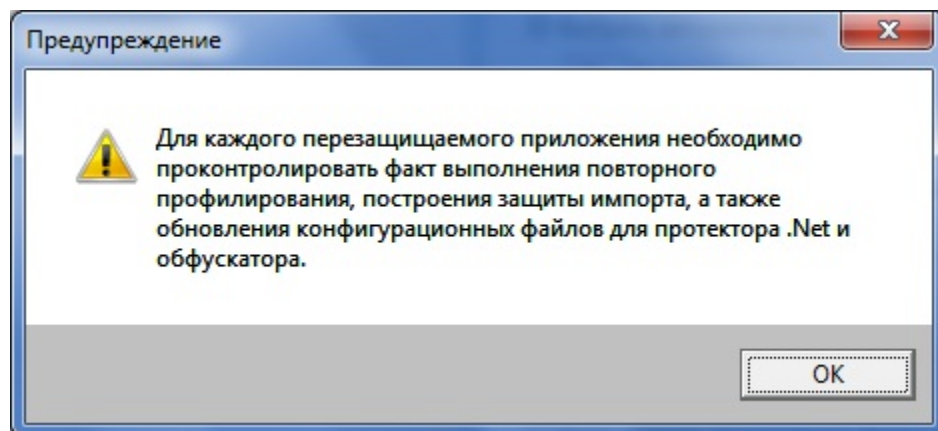 Предупреждение
Для каждого перезащищаемого приложения необходимо
проконтролировать факт выполнения повторного
профилирования, построения защиты импорта, а также
обновления конфигурационных файлов для протектора .Net и
обфускатора.
OK